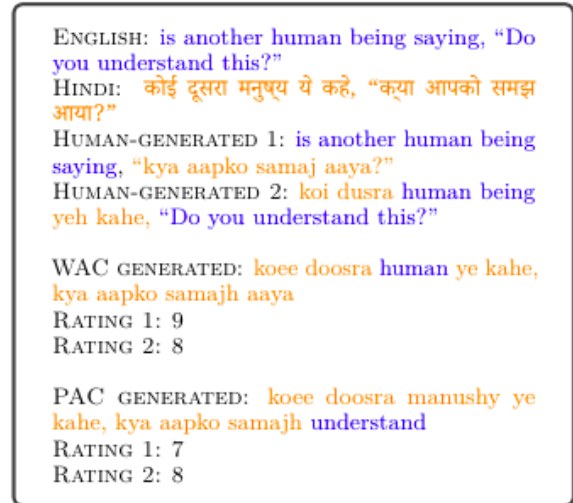 ENGLISH: is another human being saying, “Do
you understand this?”
HINDI: कोई दूसरा मनुष्य ये कहे, “क्या आपको समझ
आया?”
HUMAN-GENERATED 1: is another human being
saying, “kya aapko samaj aaya?”
HUMAN-GENERATED 2: koi dusra human being
yeh kahe, “Do you understand this?”
WAC GENERATED: koee doosra human ye kahe,
kya aapko samajh aaya
RATING 1: 9
RATING 2: 8
PAC GENERATED: koee doosra manushy ye
kahe, kya aapko samajh understand
RATING 1: 7
RATING 2: 8